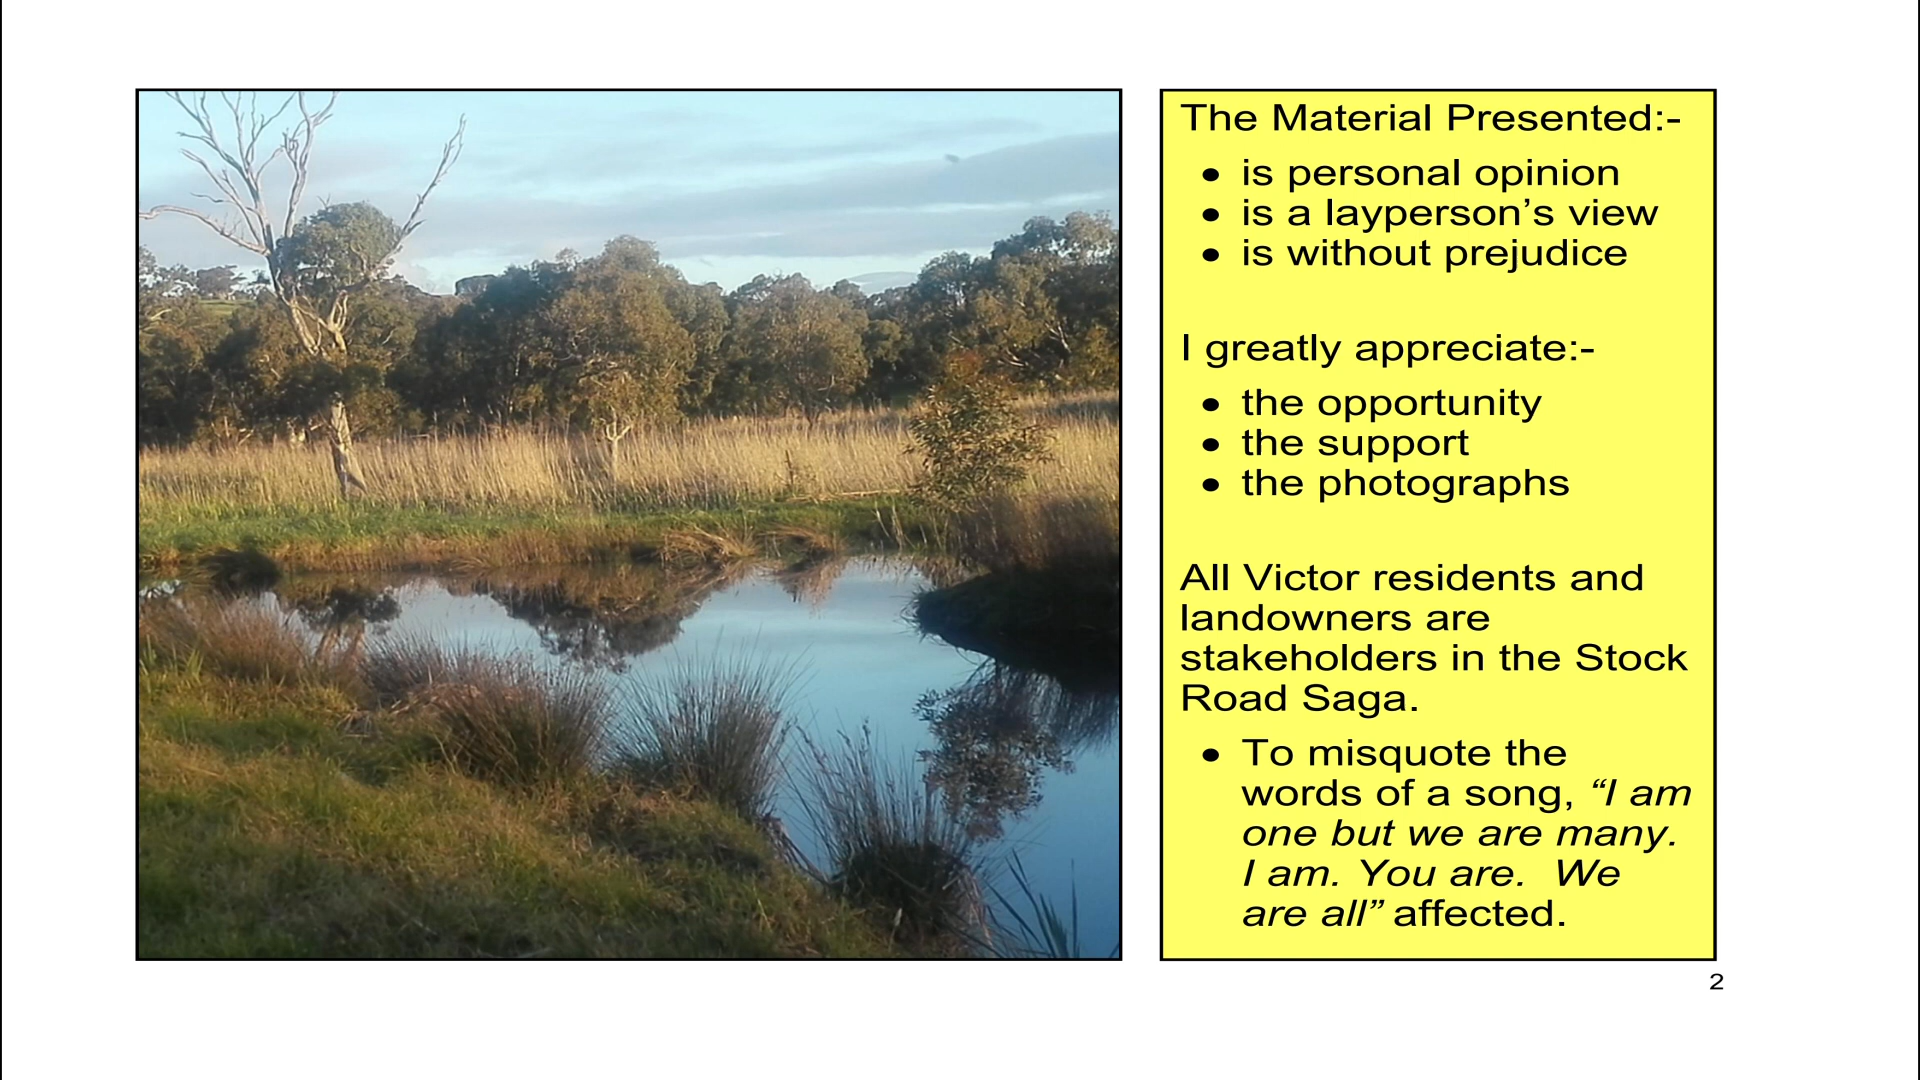 The Material Presented:-
• is personal opinion
• is a layperson’s view
• is without prejudice
I greatly appreciate:-
• the opportunity
• the support
• the photographs
All Victor residents and
landowners are
stakeholders in the Stock
Road Saga.
• To misquote the
words of a song, “I am
one but we are many.
I am. You are.  We
are all” affected.
2